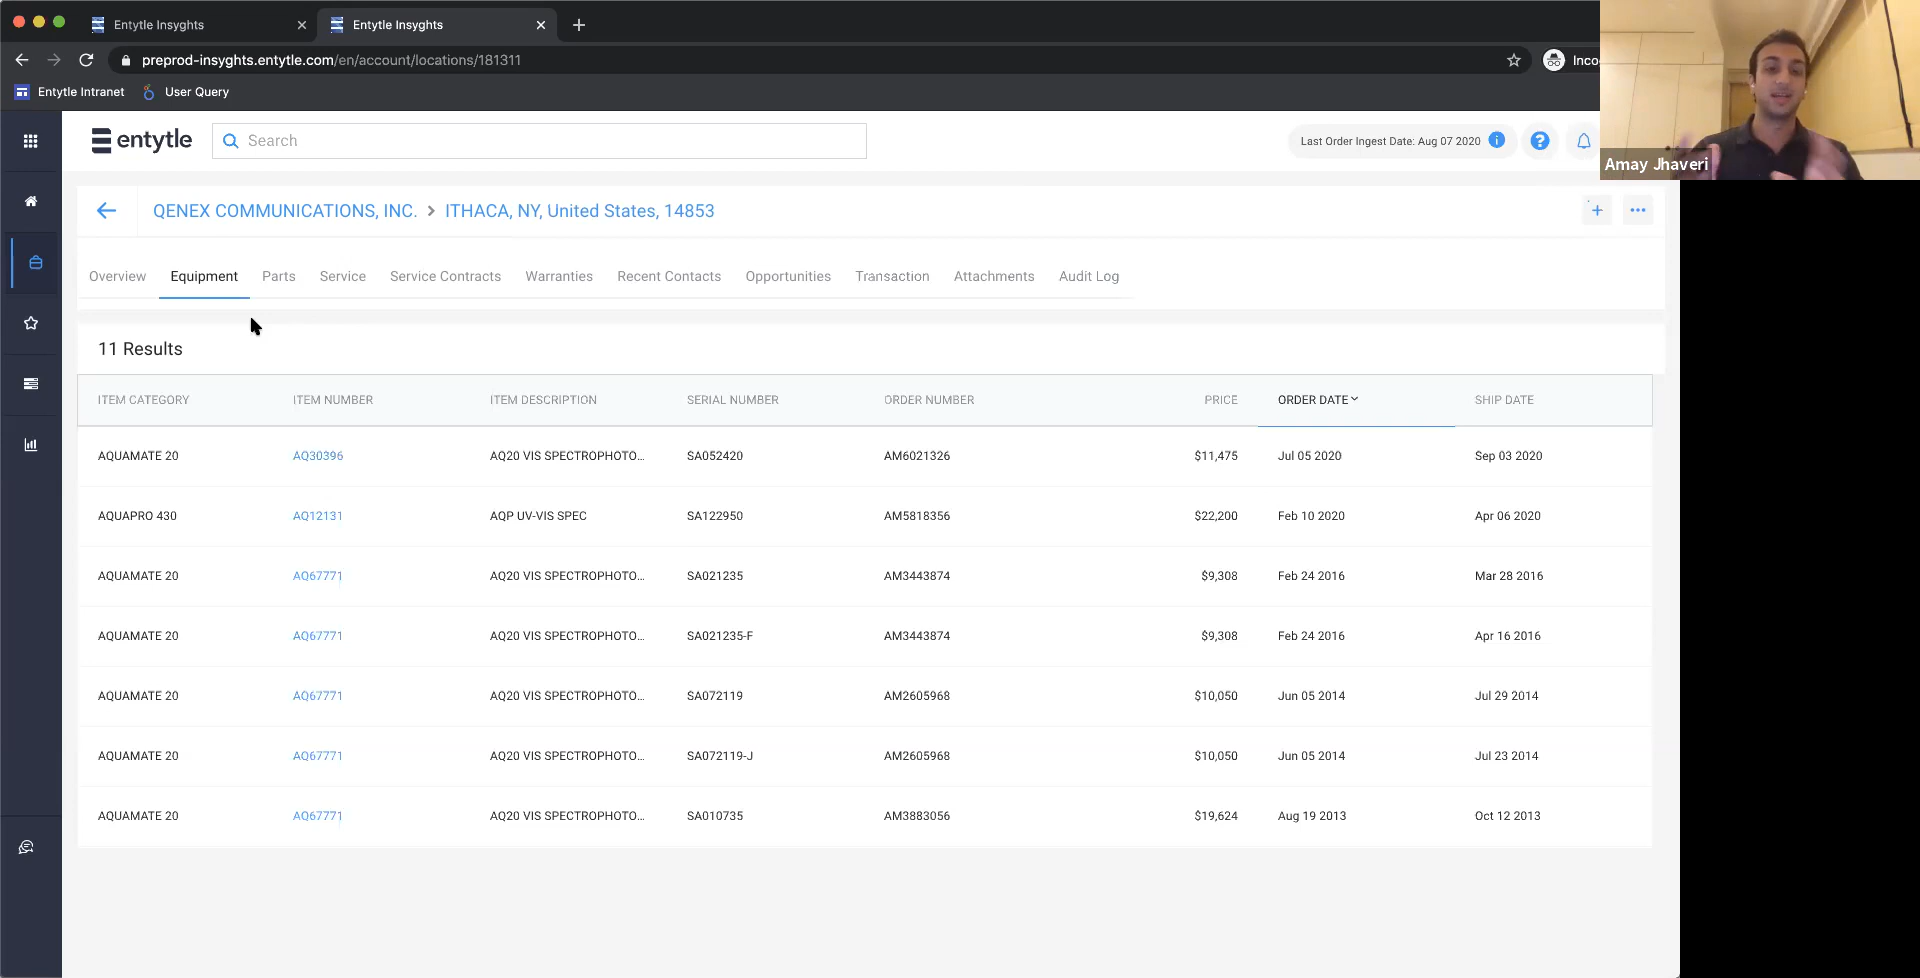 Entytle Insyghts
Entytle Insyghts
preprod-insyghts.entytle.com/en/account/locations/181311
Entytle Intranet
User Query
entytle
Search
Last Order Ingest Date: Aug 07 2020
Amay Jhaveri
QENEX COMMUNICATIONS, INC. > ITHACA, NY, United States, 14853
Overview Equipment Parts Service Service Contracts Warranties Recent Contacts Opportunities Transaction Attachments Audit Log
11 Results
ITEM CATEGORY ITEM NUMBER ITEM DESCRIPTION SERIAL NUMBER ORDER NUMBER PRICE ORDER DATE SHIP DATE
AQUAMATE 20 AQ30396 AQ20 VIS SPECTROPHOTO... SA052420 AM6021326 $11,475 Jul 05 2020 Sep 03 2020
AQUAPRO 430 AQ12131 AQP UV-VIS SPEC SA122950 AM5818356 $22,200 Feb 10 2020 Apr 06 2020
AQUAMATE 20 AQ67771 AQ20 VIS SPECTROPHOTO... SA021235 AM3443874 $9,308 Feb 24 2016 Mar 28 2016
AQUAMATE 20 AQ67771 AQ20 VIS SPECTROPHOTO... SA021235-F AM3443874 $9,308 Feb 24 2016 Apr 16 2016
AQUAMATE 20 AQ67771 AQ20 VIS SPECTROPHOTO... SA072119 AM2605968 $10,050 Jun 05 2014 Jul 29 2014
AQUAMATE 20 AQ67771 AQ20 VIS SPECTROPHOTO... SA072119-J AM2605968 $10,050 Jun 05 2014 Jul 23 2014
AQUAMATE 20 AQ67771 AQ20 VIS SPECTROPHOTO... SA010735 AM3883056 $19,624 Aug 19 2013 Oct 12 2013